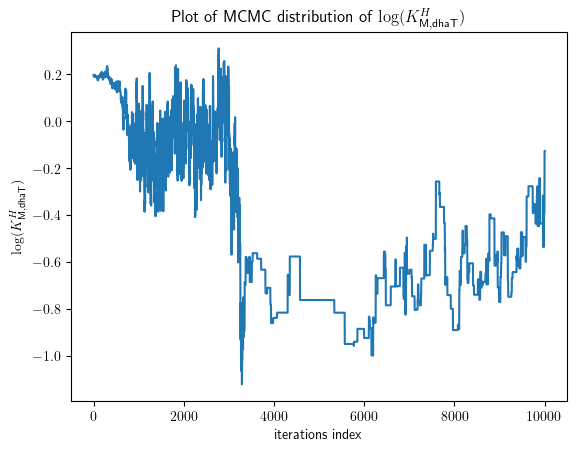 Plot of MCMC distribution of log(K^H_{M,dhaT})
log(K^H_{M,dhaT})
0.2
0.0
−0.2
−0.4
−0.6
−0.8
−1.0
0 2000 4000 6000 8000 10000
iterations index